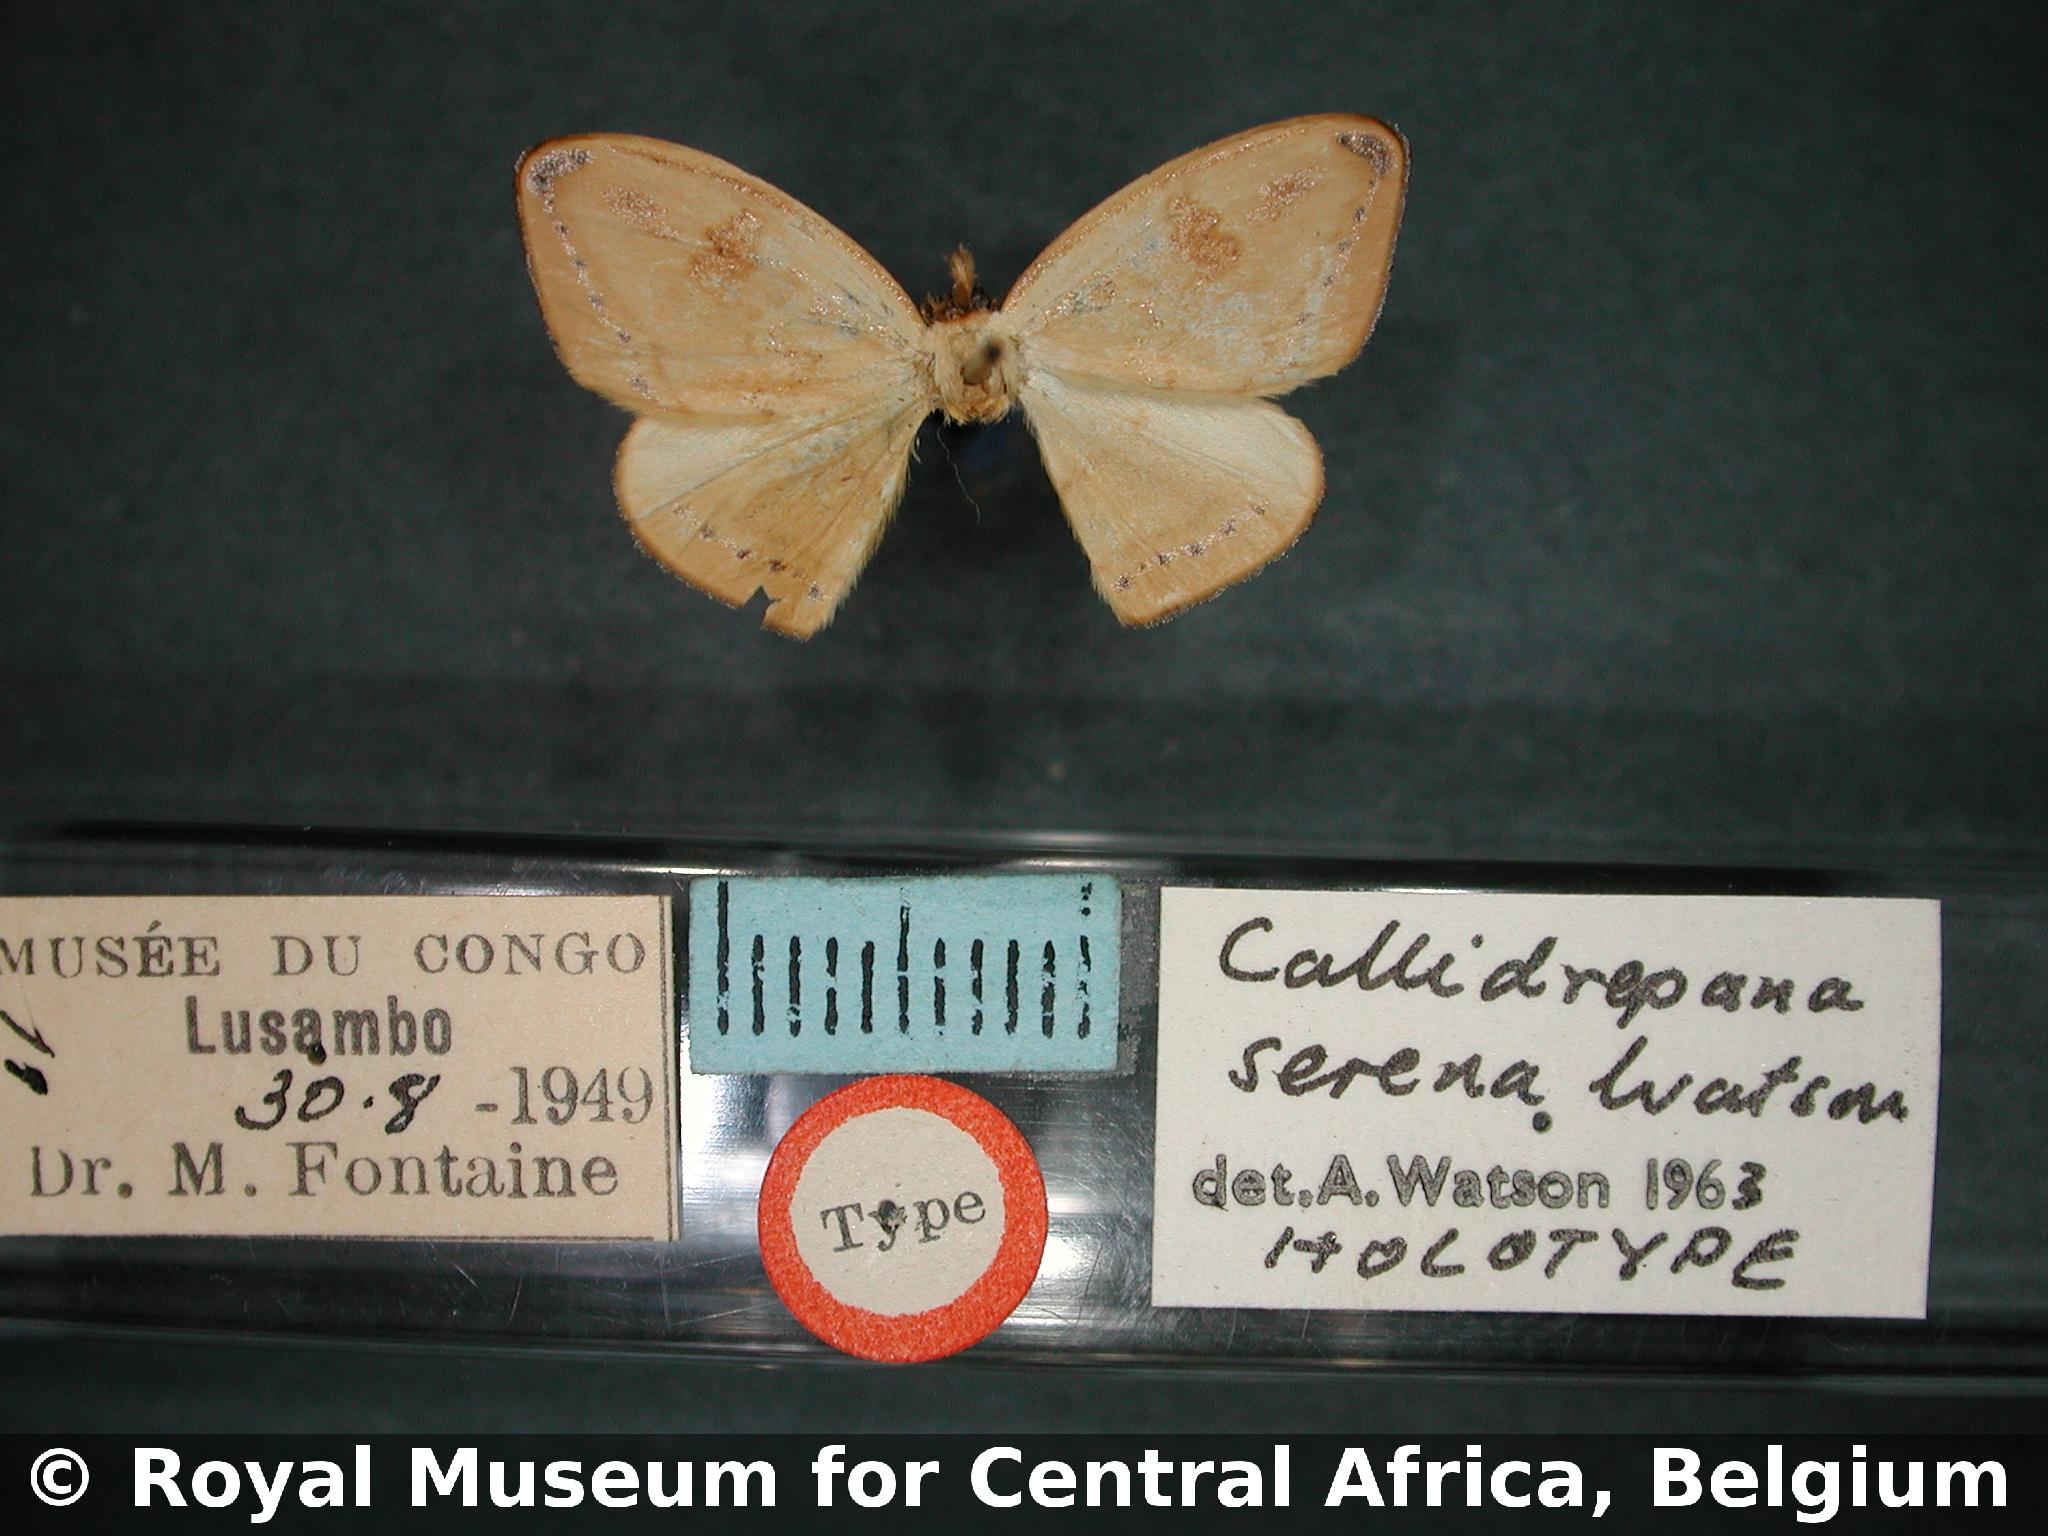 MUSÉE DU CONGO
Lusambo
30.8 -1949
Dr. M. Fontaine
Type
Callidrepana
serena. Watson
det. A. Watson 1963
HOLOTYPE
© Royal Museum for Central Africa, Belgium